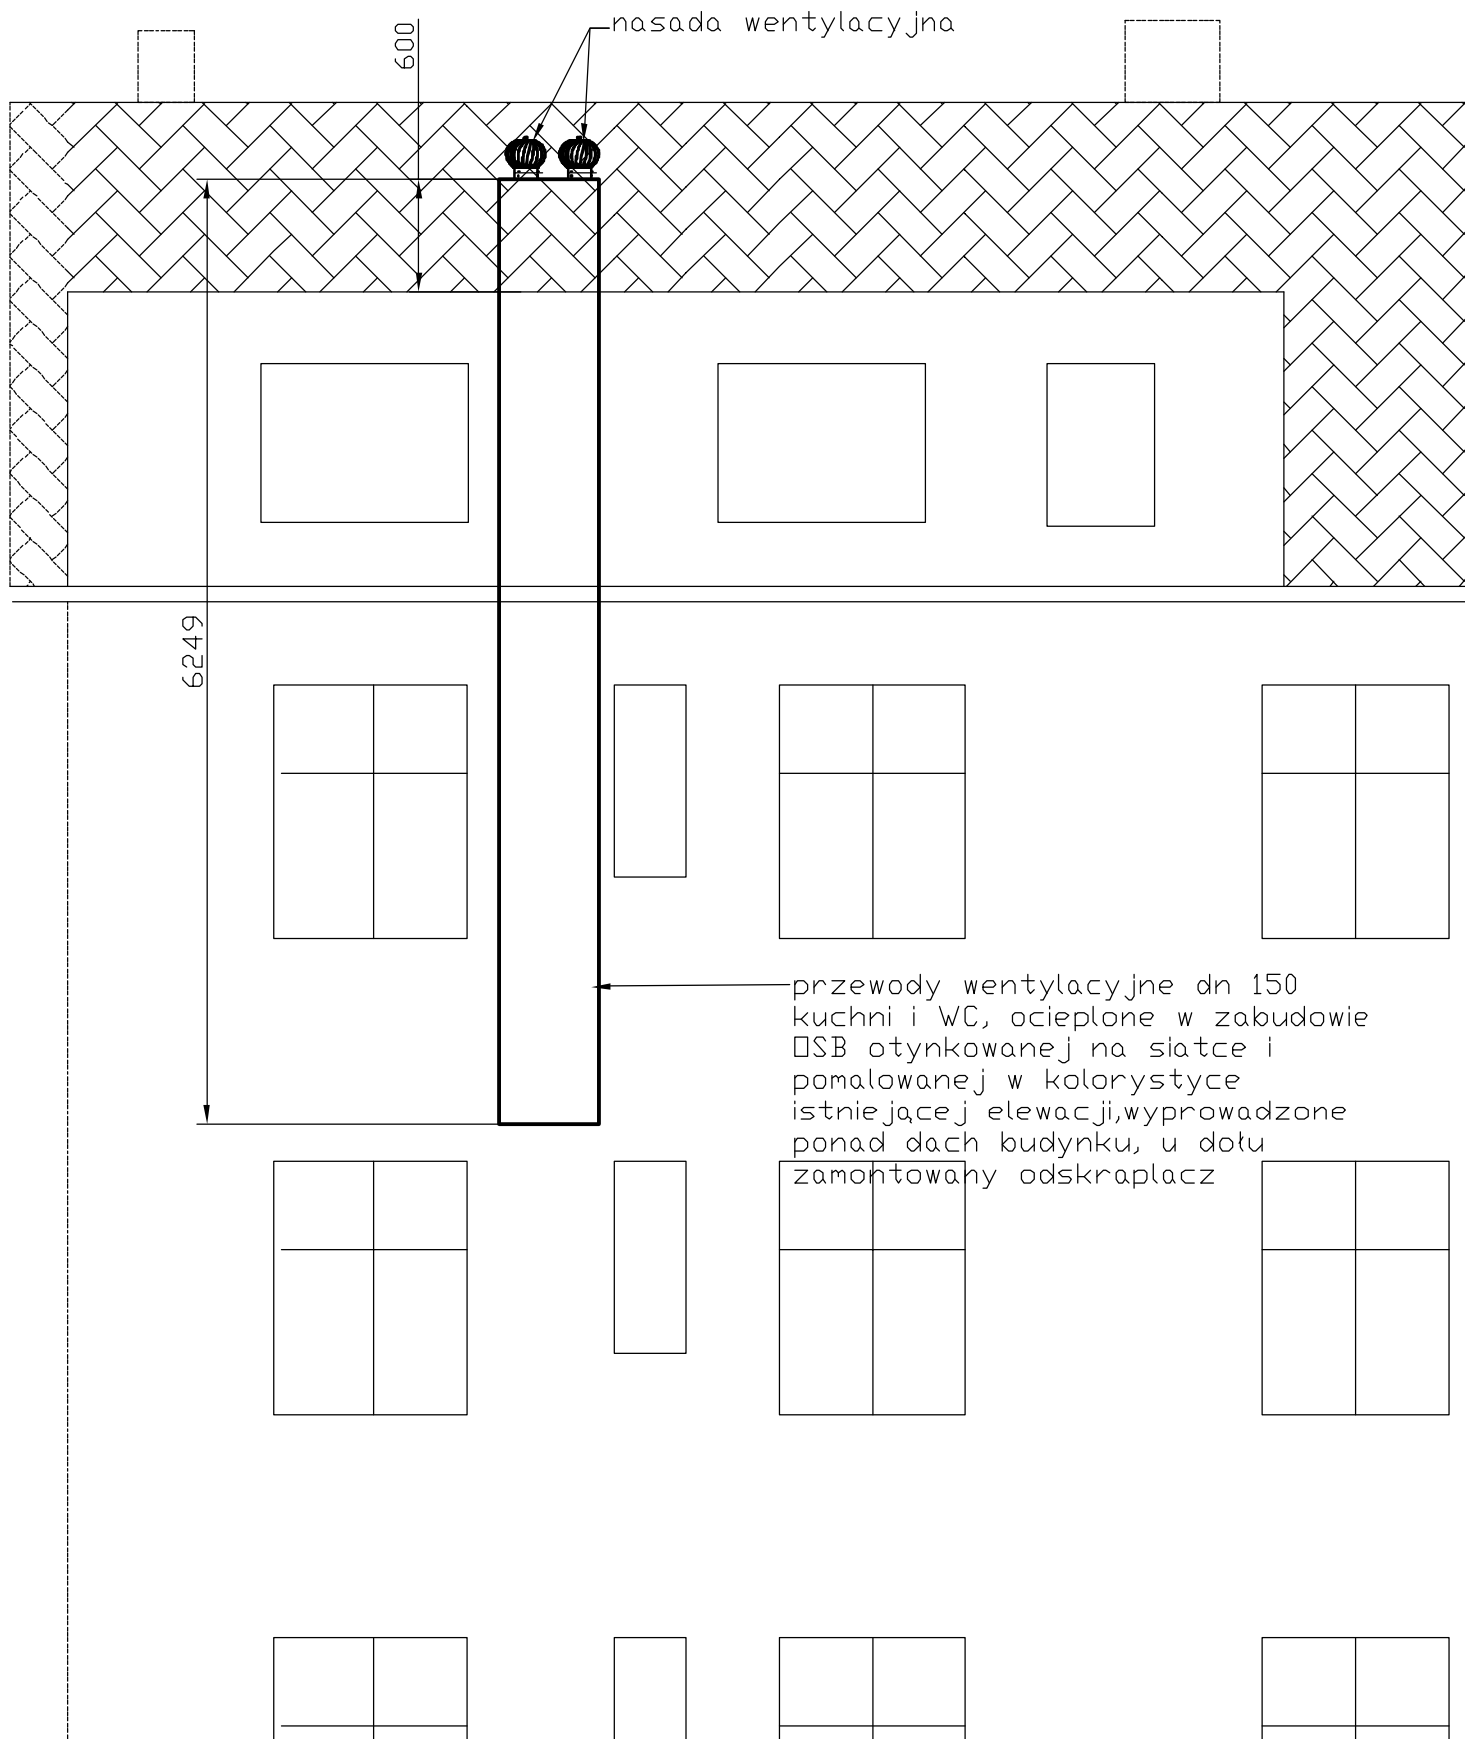 nasada wentylacyjna
600
6249
przewody wentylacyjne dn 150
kuchni i WC, ocieplone w zabudowie
OSB otynkowanej na siatce i
pomalowanej w kolorystyce
istniejącej elewacji,wyprowadzone
ponad dach budynku, u dołu
zamontowany odskraplacz